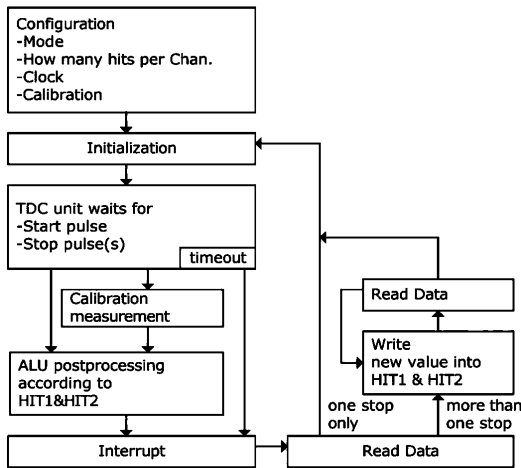 Configuration
-Mode
-How many hits per Chan.
-Clock
-Calibration
Initialization
TDC unit waits for
-Start pulse
-Stop pulse(s)
timeout
Calibration
measurement
ALU postprocessing
according to
HIT1&HIT2
Interrupt
Read Data
Write
new value into
HIT1 & HIT2
one stop
only
more than
one stop
Read Data